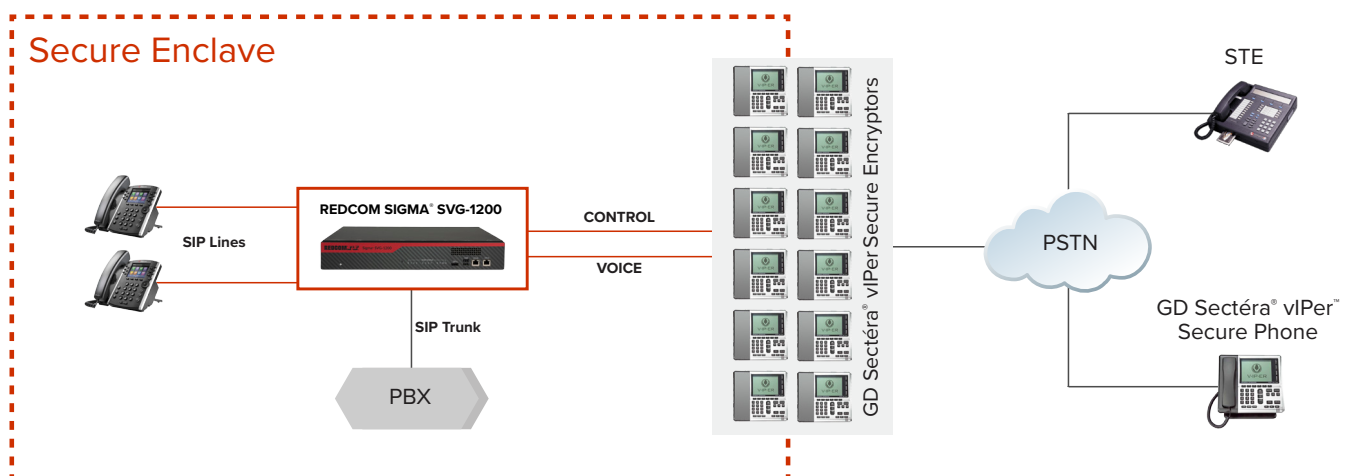 Secure Enclave
SIP Lines
REDCOM SIGMA® SVG-1200
CONTROL
VOICE
SIP Trunk
PBX
GD Sectéra® vIPer Secure Encryptors
PSTN
STE
GD Sectéra® vIPer™
Secure Phone